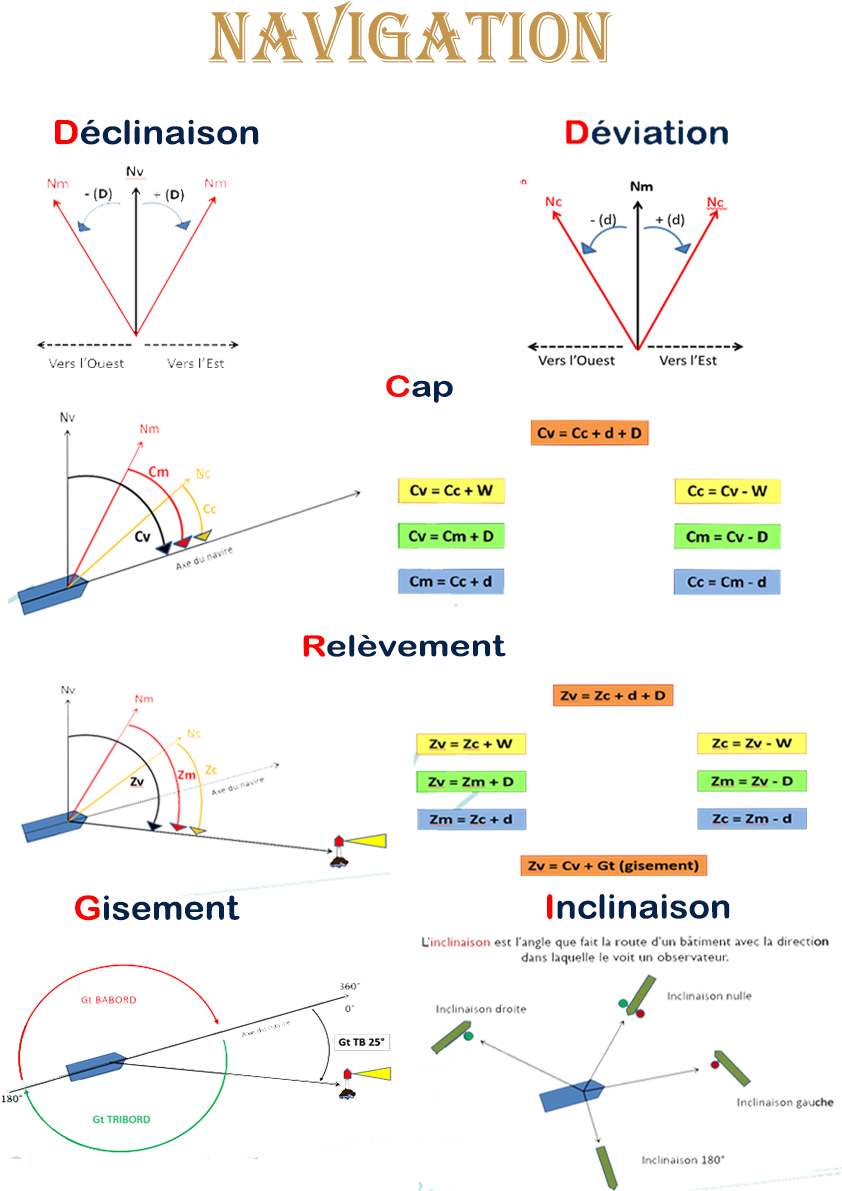 NAVIGATION
Déclinaison
Nv
Nm
- (D)
+ (D)
Nm
Vers l'Ouest
Vers l'Est
Déviation
Nm
Nc
- (d)
+ (d)
Nc
Vers l'Ouest
Vers l'Est
Cap
Nv
Nm
Cm
Nc
Cc
Cv
Axe du navire
Cv = Cc + d + D
Cv = Cc + W
Cc = Cv - W
Cv = Cm + D
Cm = Cv - D
Cm = Cc + d
Cc = Cm - d
Relèvement
Nv
Nm
Nc
Zv
Zm
Zc
Axe du navire
Zv = Zc + d + D
Zv = Zc + W
Zc = Zv - W
Zv = Zm + D
Zm = Zv - D
Zm = Zc + d
Zc = Zm - d
Zv = Cv + Gt (gisement)
Gisement
360°
0°
Gt BABORD
Axe du navire
Gt TB 25°
180°
Gt TRIBORD
Inclinaison
L'inclinaison est l'angle que fait la route d'un bâtiment avec la direction
dans laquelle le voit un observateur.
Inclinaison nulle
Inclinaison droite
Inclinaison gauche
Inclinaison 180°